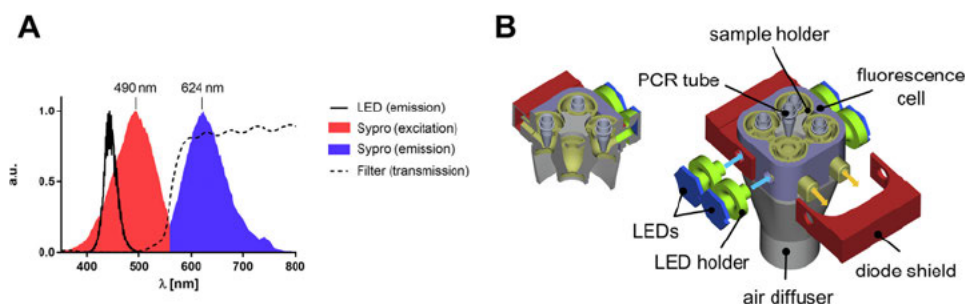 A
490 nm 624 nm
1.0
0.5
0.0
a.u.
400 500 600 700 800
λ [nm]
LED (emission)
Sypro (excitation)
Sypro (emission)
Filter (transmission)
B
sample holder
PCR tube
fluorescence
cell
LEDs
LED holder
air diffuser
diode shield